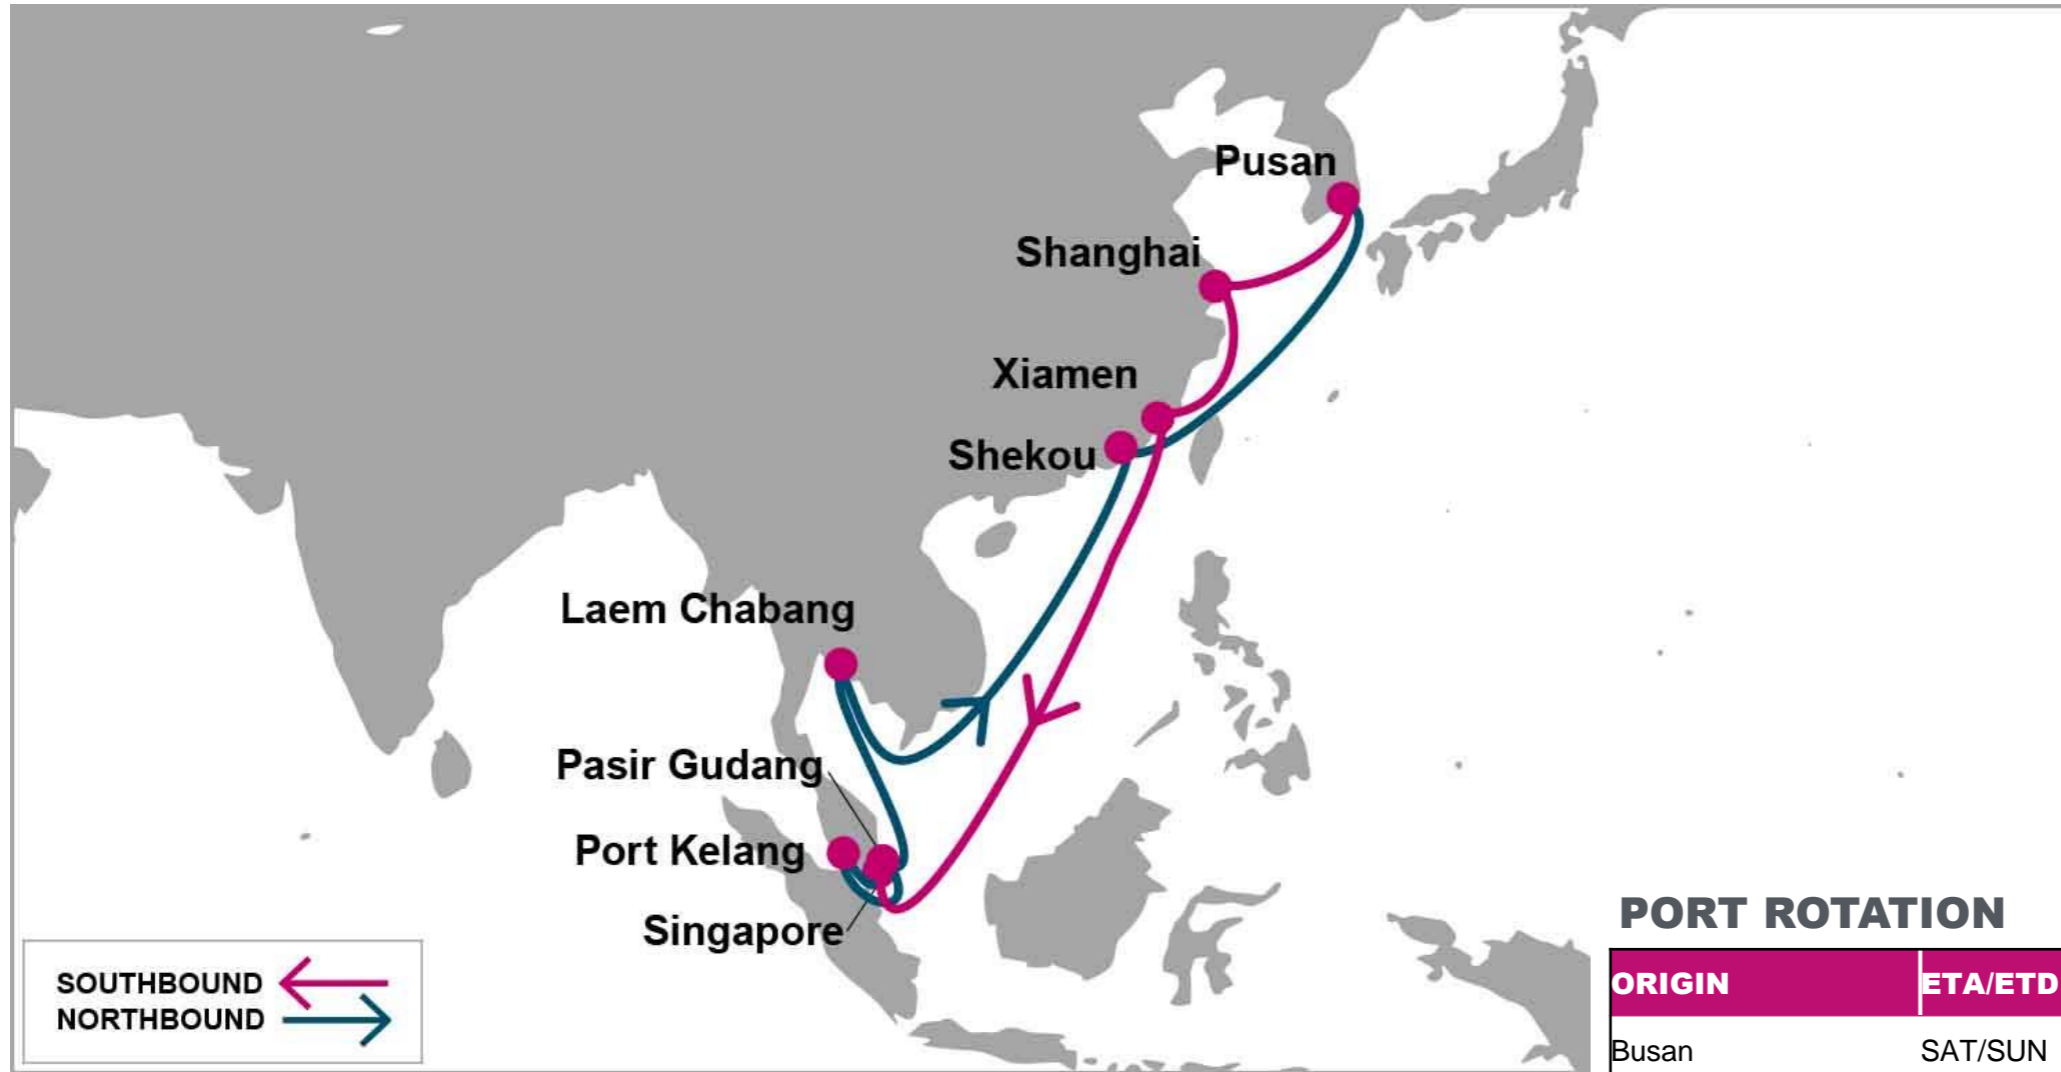 Pusan
Shanghai
Xiamen
Shekou
Laem Chabang
Pasir Gudang
Port Kelang
Singapore
SOUTHBOUND
NORTHBOUND
PORT ROTATION
ORIGIN ETA/ETD
Busan SAT/SUN